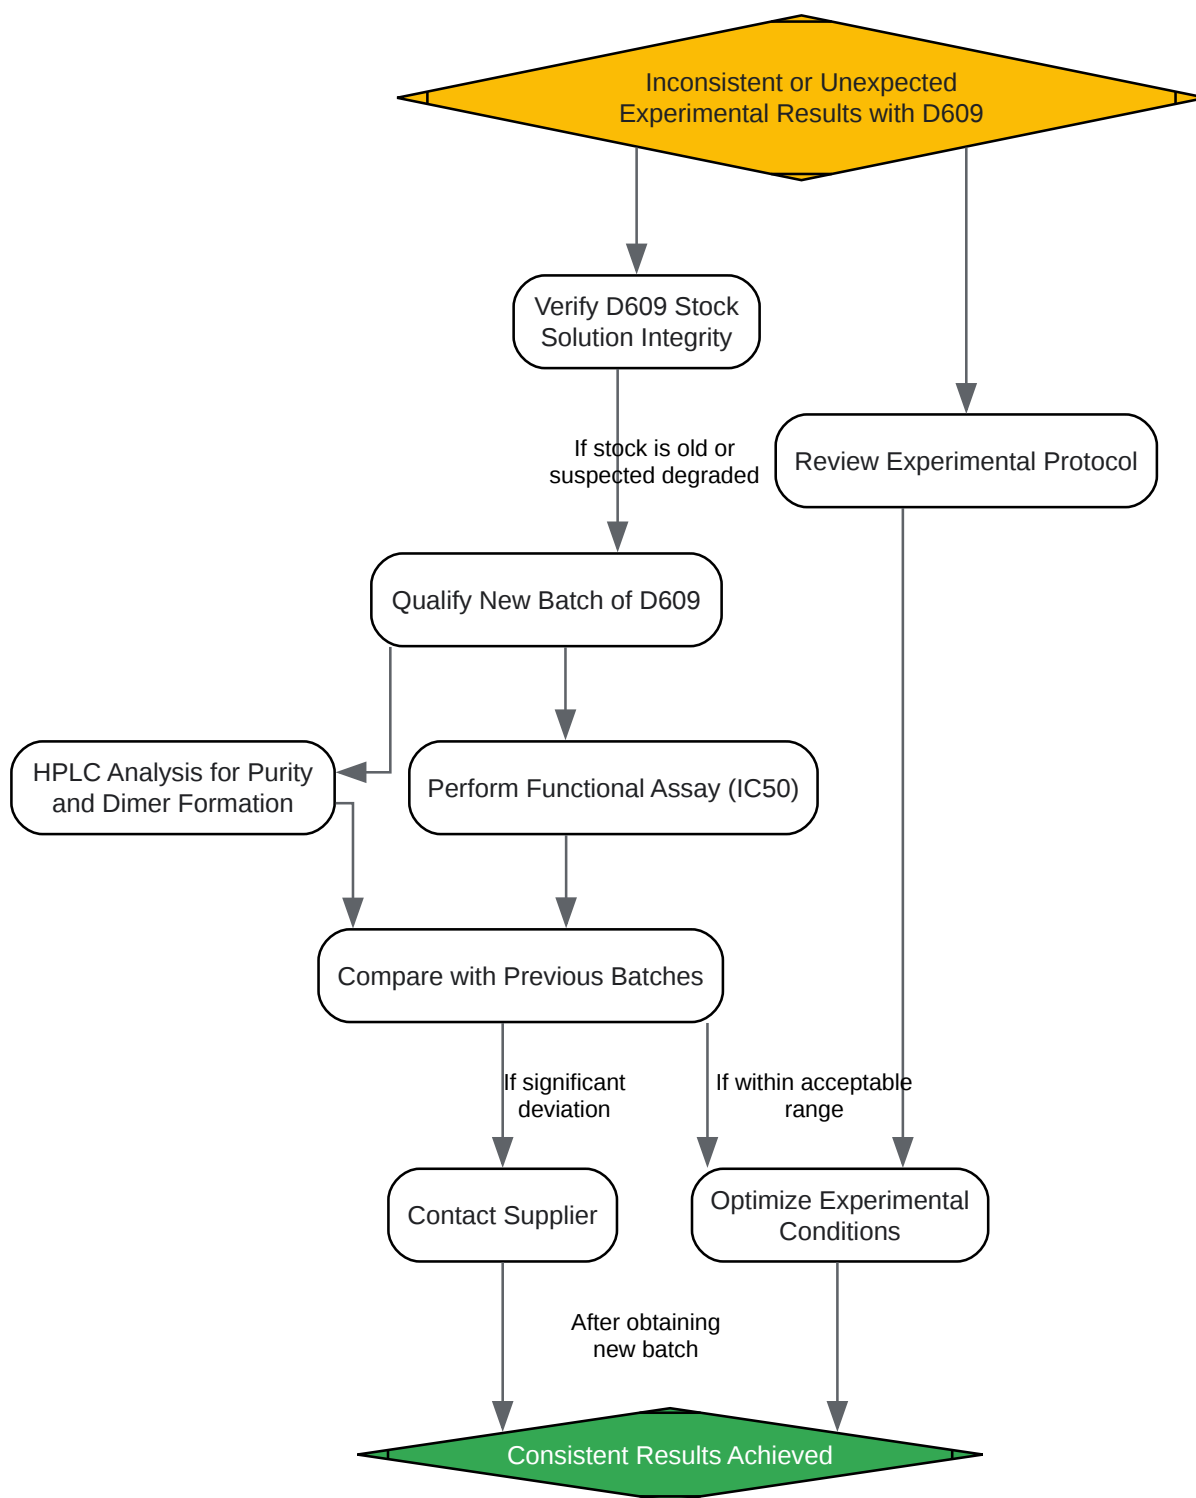 Inconsistent or Unexpected
Experimental Results with D609
Verify D609 Stock
Solution Integrity
If stock is old or
suspected degraded
Review Experimental Protocol
Qualify New Batch of D609
HPLC Analysis for Purity
and Dimer Formation
Perform Functional Assay (IC50)
Compare with Previous Batches
If significant
deviation
If within acceptable
range
Contact Supplier
Optimize Experimental
Conditions
After obtaining
new batch
Consistent Results Achieved